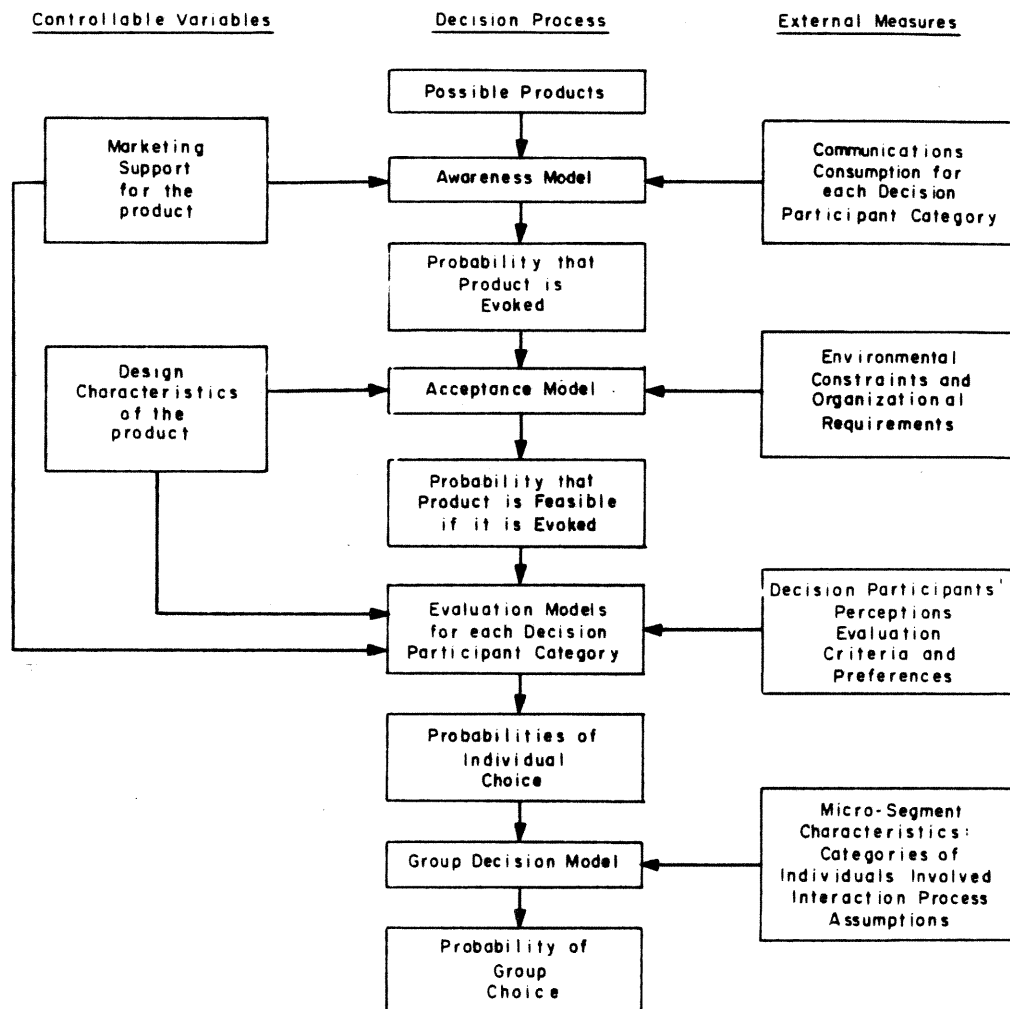 Controllable Variables
Decision Process
External Measures
Possible Products
Marketing
Support
for the
product
Awareness Model
Communications
Consumption for
each Decision
Participant Category
Probability that
Product is
Evoked
Design
Characteristics
of the
product
Acceptance Model
Environmental
Constraints and
Organizational
Requirements
Probability that
Product is Feasible
if it is Evoked
Evaluation Models
for each Decision
Participant Category
Decision Participants'
Perceptions
Evaluation
Criteria and
Preferences
Probabilities of
Individual
Choice
Group Decision Model
Micro-Segment
Characteristics:
Categories of
Individuals Involved
Interaction Process
Assumptions
Probability of
Group
Choice